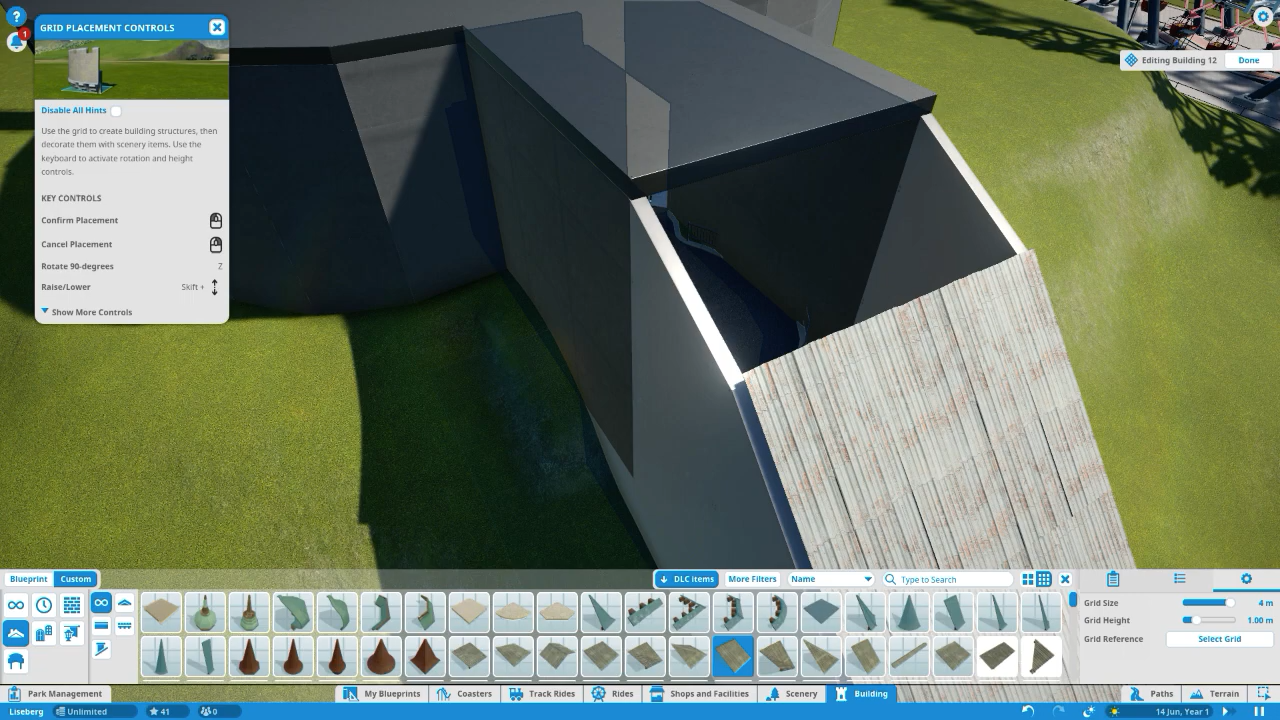 ?
1
GRID PLACEMENT CONTROLS
Disable All Hints
Use the grid to create building structures, then
decorate them with scenery items. Use the
keyboard to activate rotation and height
controls.
KEY CONTROLS
Confirm Placement
Cancel Placement
Rotate 90-degrees Z
Raise/Lower Skift +
Show More Controls
Editing Building 12 Done
Blueprint Custom DLC items More Filters Name Type to Search
Grid Size 4 m
Grid Height 1.00 m
Grid Reference Select Grid
Park Management My Blueprints Coasters Track Rides Rides Shops and Facilities Scenery Building Paths Terrain
Liseberg Unlimited 41 0 14 Jun, Year 1